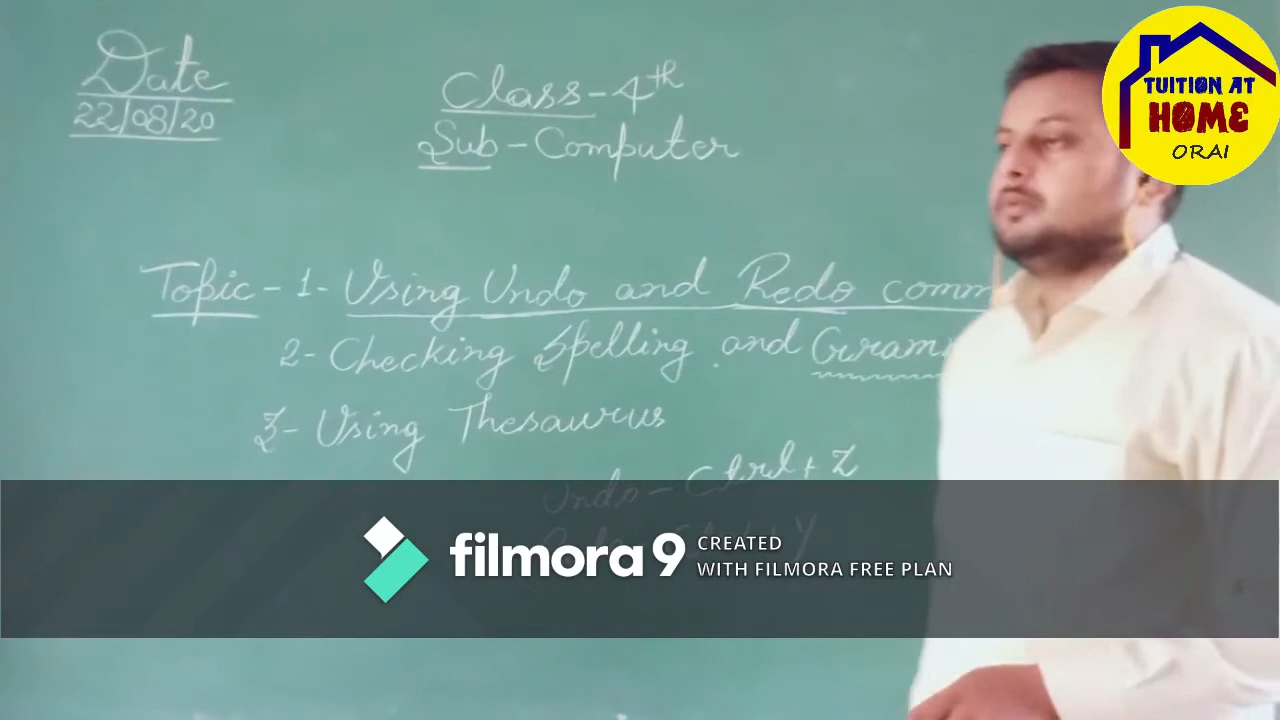 Date
22/08/20
Class-4th
Sub-Computer
Topic-1-Using Undo and Redo comm
2-Checking Spelling and Gramm
3-Using Thesaurus
Undo-Ctrl+Z
Y
TUITION AT
HOME
ORAI
filmora 9
CREATED
WITH FILMORA FREE PLAN